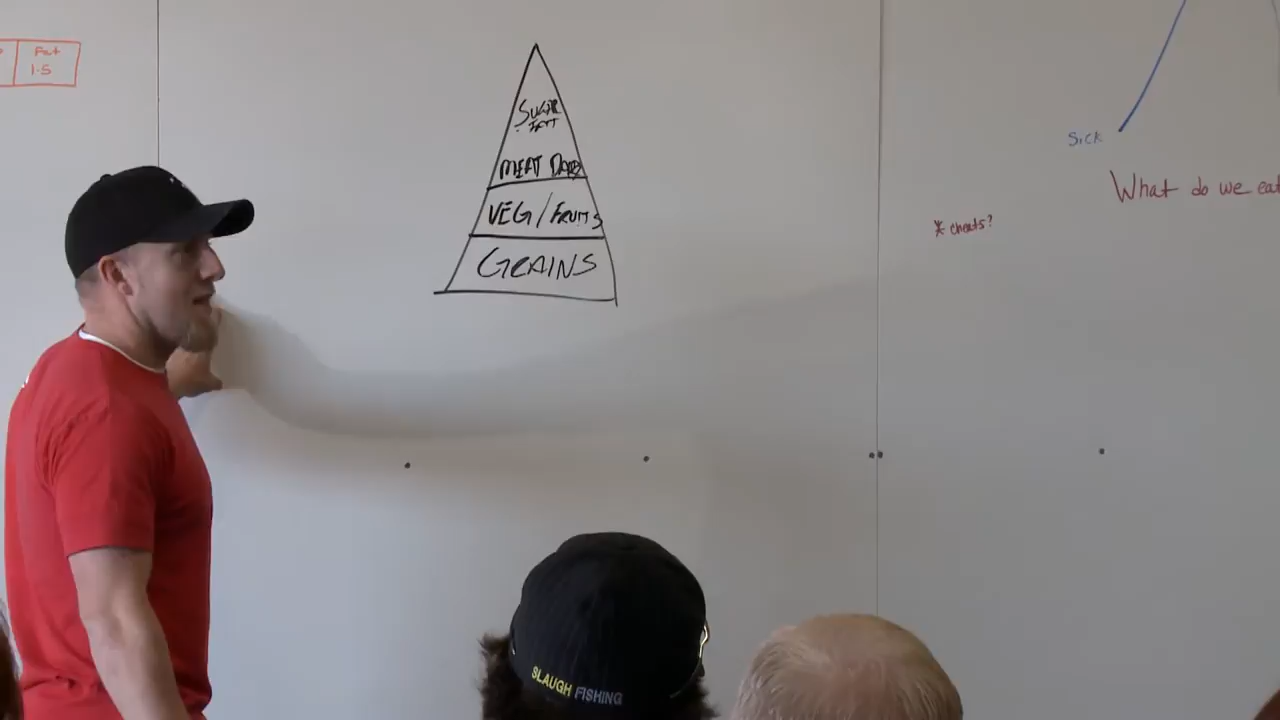 Fat
1.5
SUGAR
FAT
MEAT DAIRY
VEG/FRUITS
GRAINS
Sick
What do we eat
* cheats?
SLAUGH FISHING